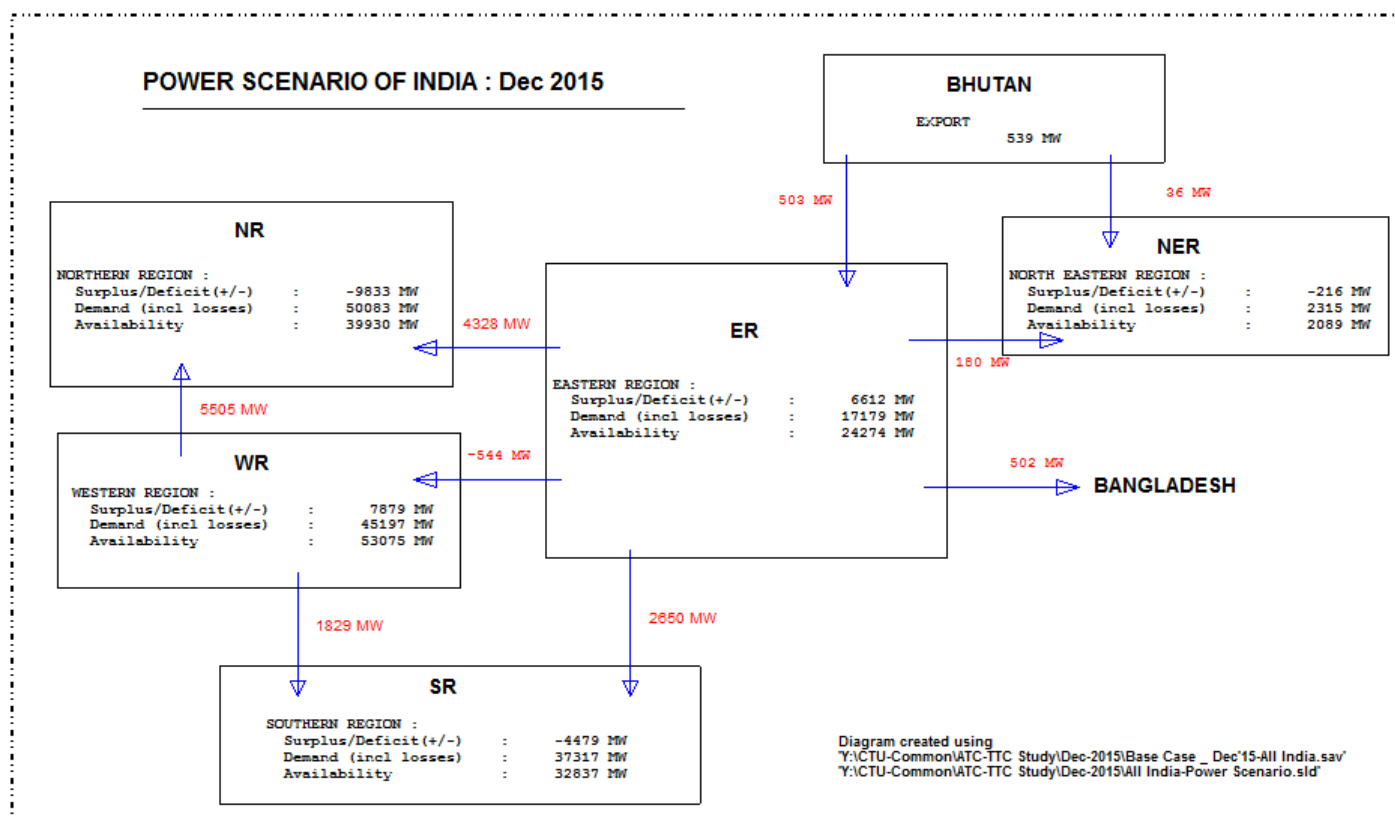 POWER SCENARIO OF INDIA : Dec 2015
BHUTAN
EXPORT
539 MW
503 MW
36 MW
NR
NORTHERN REGION :
Surplus/Deficit(+/-) : -9833 MW
Demand (incl losses) : 50083 MW
Availability : 39930 MW
NER
NORTH EASTERN REGION :
Surplus/Deficit(+/-) : -216 MW
Demand (incl losses) : 2315 MW
Availability : 2089 MW
4328 MW
ER
EASTERN REGION :
Surplus/Deficit(+/-) : 6612 MW
Demand (incl losses) : 17179 MW
Availability : 24274 MW
180 MW
5505 MW
-544 MW
502 MW
BANGLADESH
WR
WESTERN REGION :
Surplus/Deficit(+/-) : 7879 MW
Demand (incl losses) : 45197 MW
Availability : 53075 MW
1829 MW
2650 MW
SR
SOUTHERN REGION :
Surplus/Deficit(+/-) : -4479 MW
Demand (incl losses) : 37317 MW
Availability : 32837 MW
Diagram created using
"Y:\CTU-Common\ATC-TTC Study\Dec-2015\Base Case _ Dec'15-All India.sav"
"Y:\CTU-Common\ATC-TTC Study\Dec-2015\All India-Power Scenario.sld"